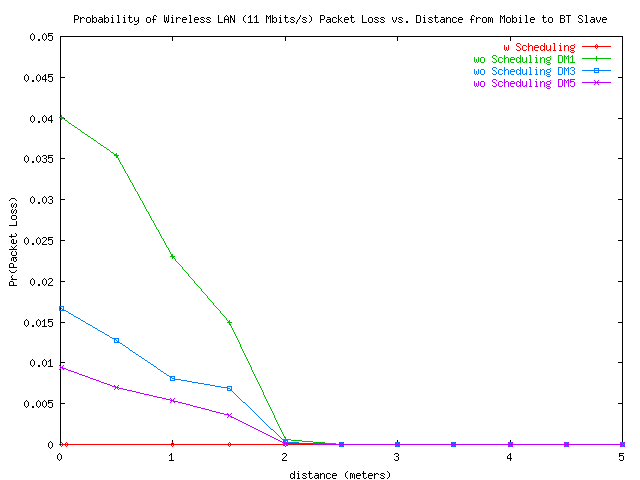 Probability of Wireless LAN (11 Mbits/s) Packet Loss vs. Distance from Mobile to BT Slave
w Scheduling
wo Scheduling DM1
wo Scheduling DM3
wo Scheduling DM5
Pr(Packet Loss)
0.05
0.045
0.04
0.035
0.03
0.025
0.02
0.015
0.01
0.005
0
0 1 2 3 4 5
distance (meters)